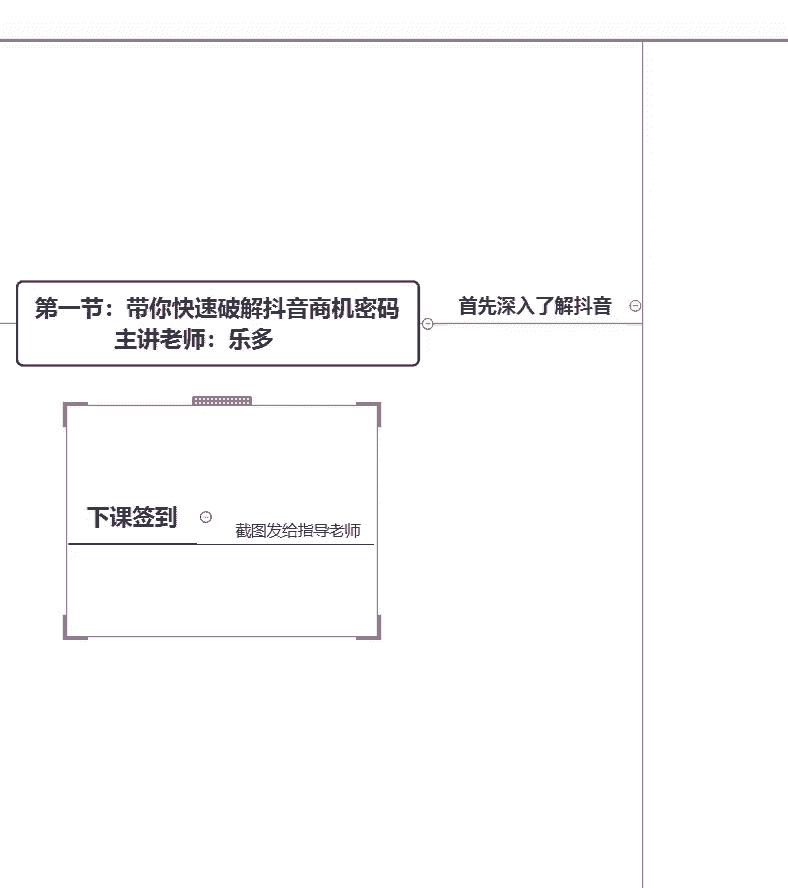 第一节：带你快速破解抖音商机密码
主讲老师：乐多
首先深入了解抖音
下课签到
截图发给指导老师